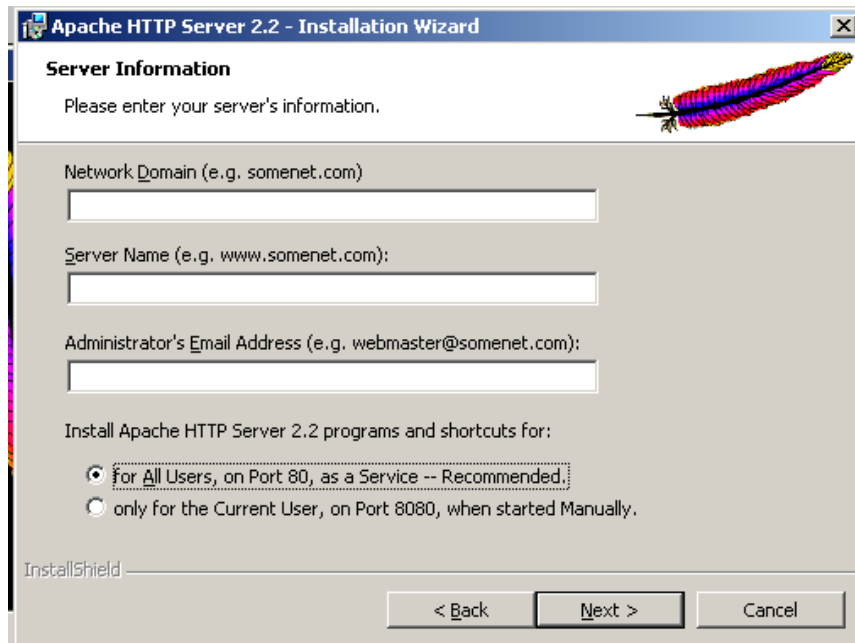 Apache HTTP Server 2.2 - Installation Wizard
Server Information
Please enter your server's information.
Network Domain (e.g. somenet.com)
Server Name (e.g. www.somenet.com):
Administrator's Email Address (e.g. webmaster@somenet.com):
Install Apache HTTP Server 2.2 programs and shortcuts for:
for All Users, on Port 80, as a Service -- Recommended.
only for the Current User, on Port 8080, when started Manually.
InstallShield
< Back Next > Cancel